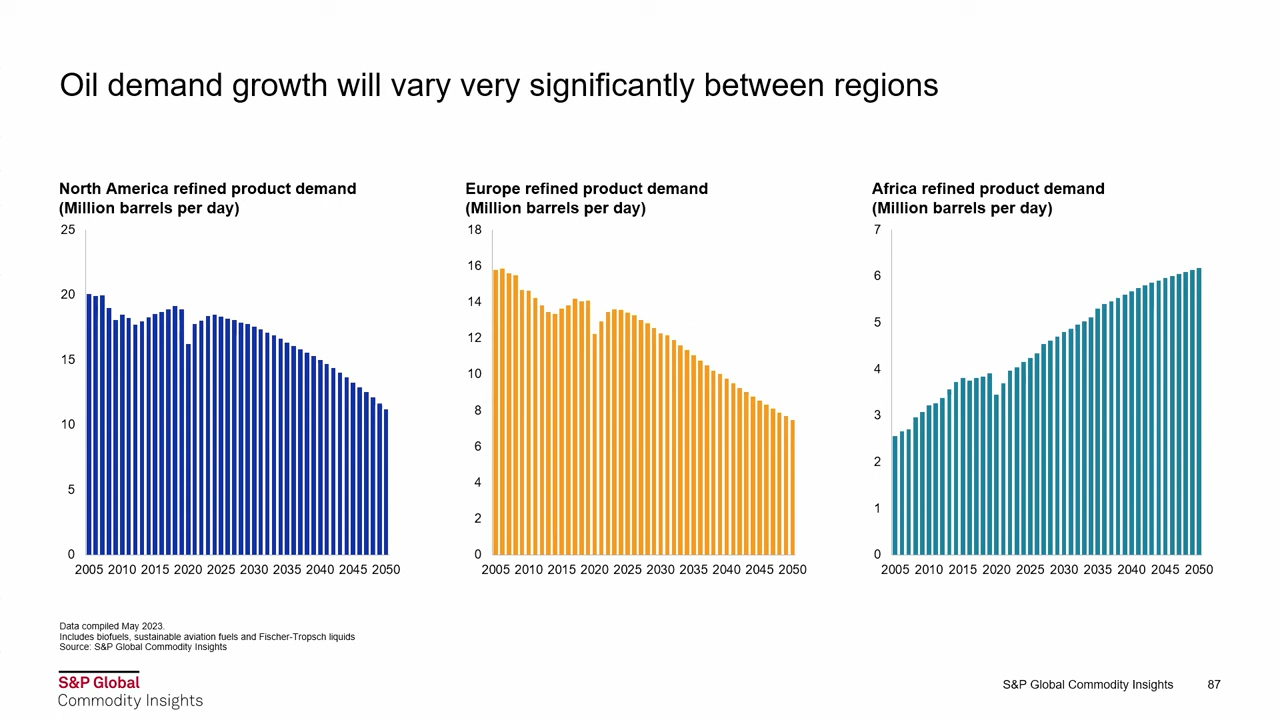 Oil demand growth will vary very significantly between regions
North America refined product demand
(Million barrels per day)
25
20
15
10
5
0
2005 2010 2015 2020 2025 2030 2035 2040 2045 2050
Europe refined product demand
(Million barrels per day)
18
16
14
12
10
8
6
4
2
0
2005 2010 2015 2020 2025 2030 2035 2040 2045 2050
Africa refined product demand
(Million barrels per day)
7
6
5
4
3
2
1
0
2005 2010 2015 2020 2025 2030 2035 2040 2045 2050
Data compiled May 2023.
Includes biofuels, sustainable aviation fuels and Fischer-Tropsch liquids
Source: S&P Global Commodity Insights
S&P Global
Commodity Insights
S&P Global Commodity Insights 87